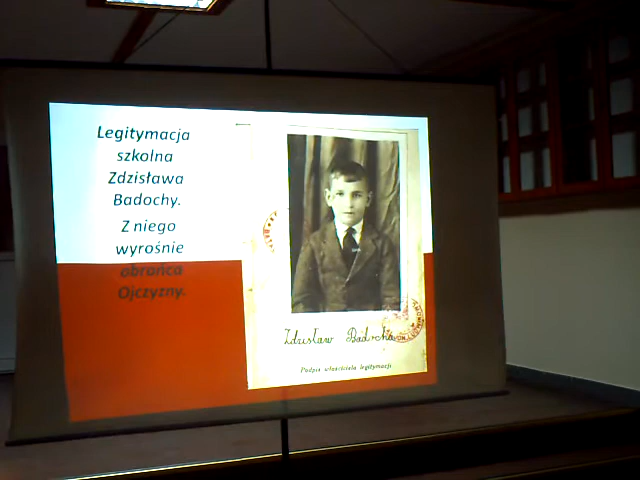 Legitymacja
szkolna
Zdzisława
Badochy.
Z niego
wyrośnie
obrońca
Ojczyzny.
Zdzisław Badocha
Podpis właściciela legitymacji